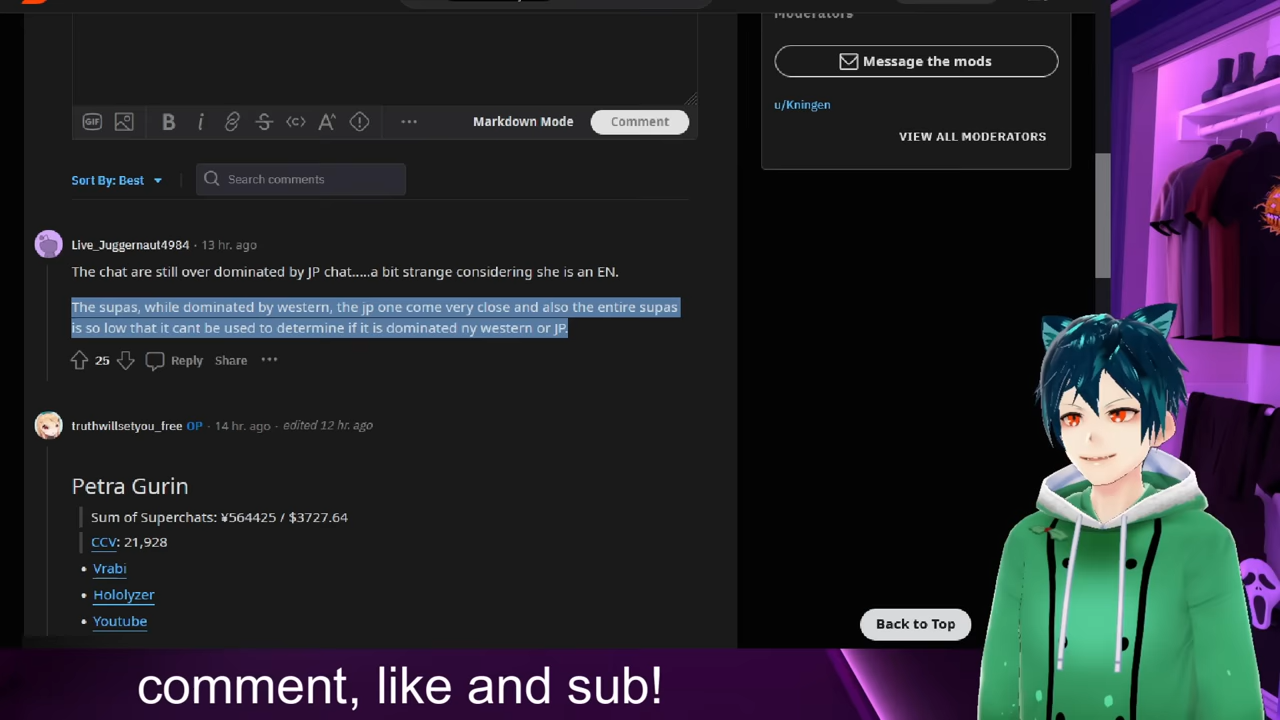 Moderators
Message the mods
u/Kningen
VIEW ALL MODERATORS
GIF B i A ... Markdown Mode Comment
Sort By: Best
Search comments
Live_Juggernaut4984 · 13 hr. ago
The chat are still over dominated by JP chat.....a bit strange considering she is an EN.
The supas, while dominated by western, the jp one come very close and also the entire supas
is so low that it cant be used to determine if it is dominated ny western or JP.
25 Reply Share ...
truthwillsetyou_free OP · 14 hr. ago · edited 12 hr. ago
Petra Gurin
Sum of Superchats: ¥564425 / $3727.64
CCV: 21,928
• Vrabi
• Hololyzer
• Youtube
Back to Top
comment, like and sub!